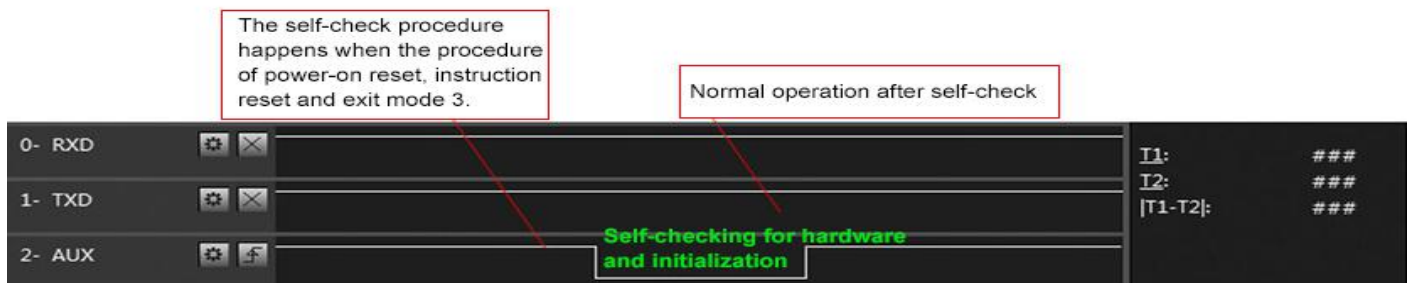 The self-check procedure
happens when the procedure
of power-on reset, instruction
reset and exit mode 3.
Normal operation after self-check
0- RXD
T1: ###
T2: ###
1- TXD
|T1-T2|: ###
Self-checking for hardware
and initialization
2- AUX